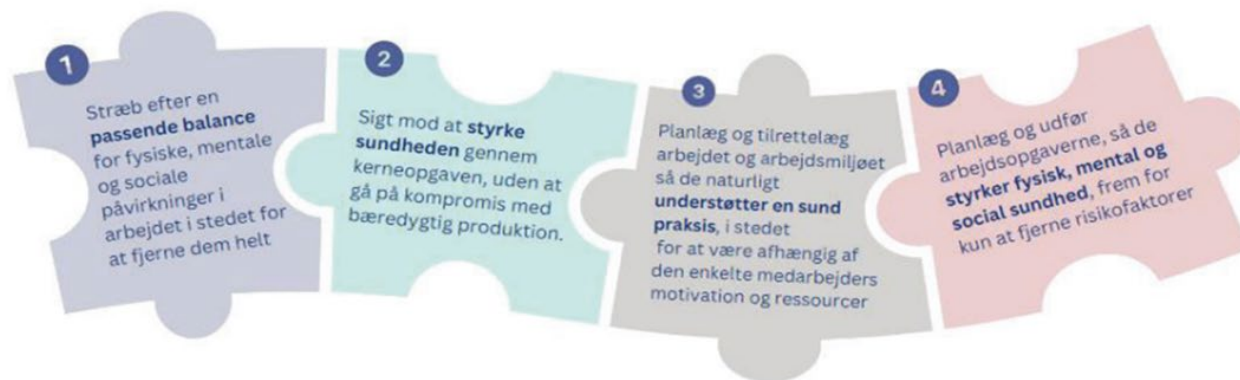 1
Stræb efter en
passende balance
for fysiske, mentale
og sociale
påvirkninger i
arbejdet i stedet for
at fjerne dem helt
2
Sigt mod at styrke
sundheden gennem
kerneopgaven, uden at
gå på kompromis med
bæredygtig produktion.
3
Planlæg og tilrettelæg
arbejdet og arbejdsmiljøet
så de naturligt
understøtter en sund
praksis, i stedet
for at være afhængig af
den enkelte medarbejders
motivation og ressourcer
4
Planlæg og udfør
arbejdsopgaverne, så de
styrker fysisk, mental og
social sundhed, frem for
kun at fjerne risikofaktorer